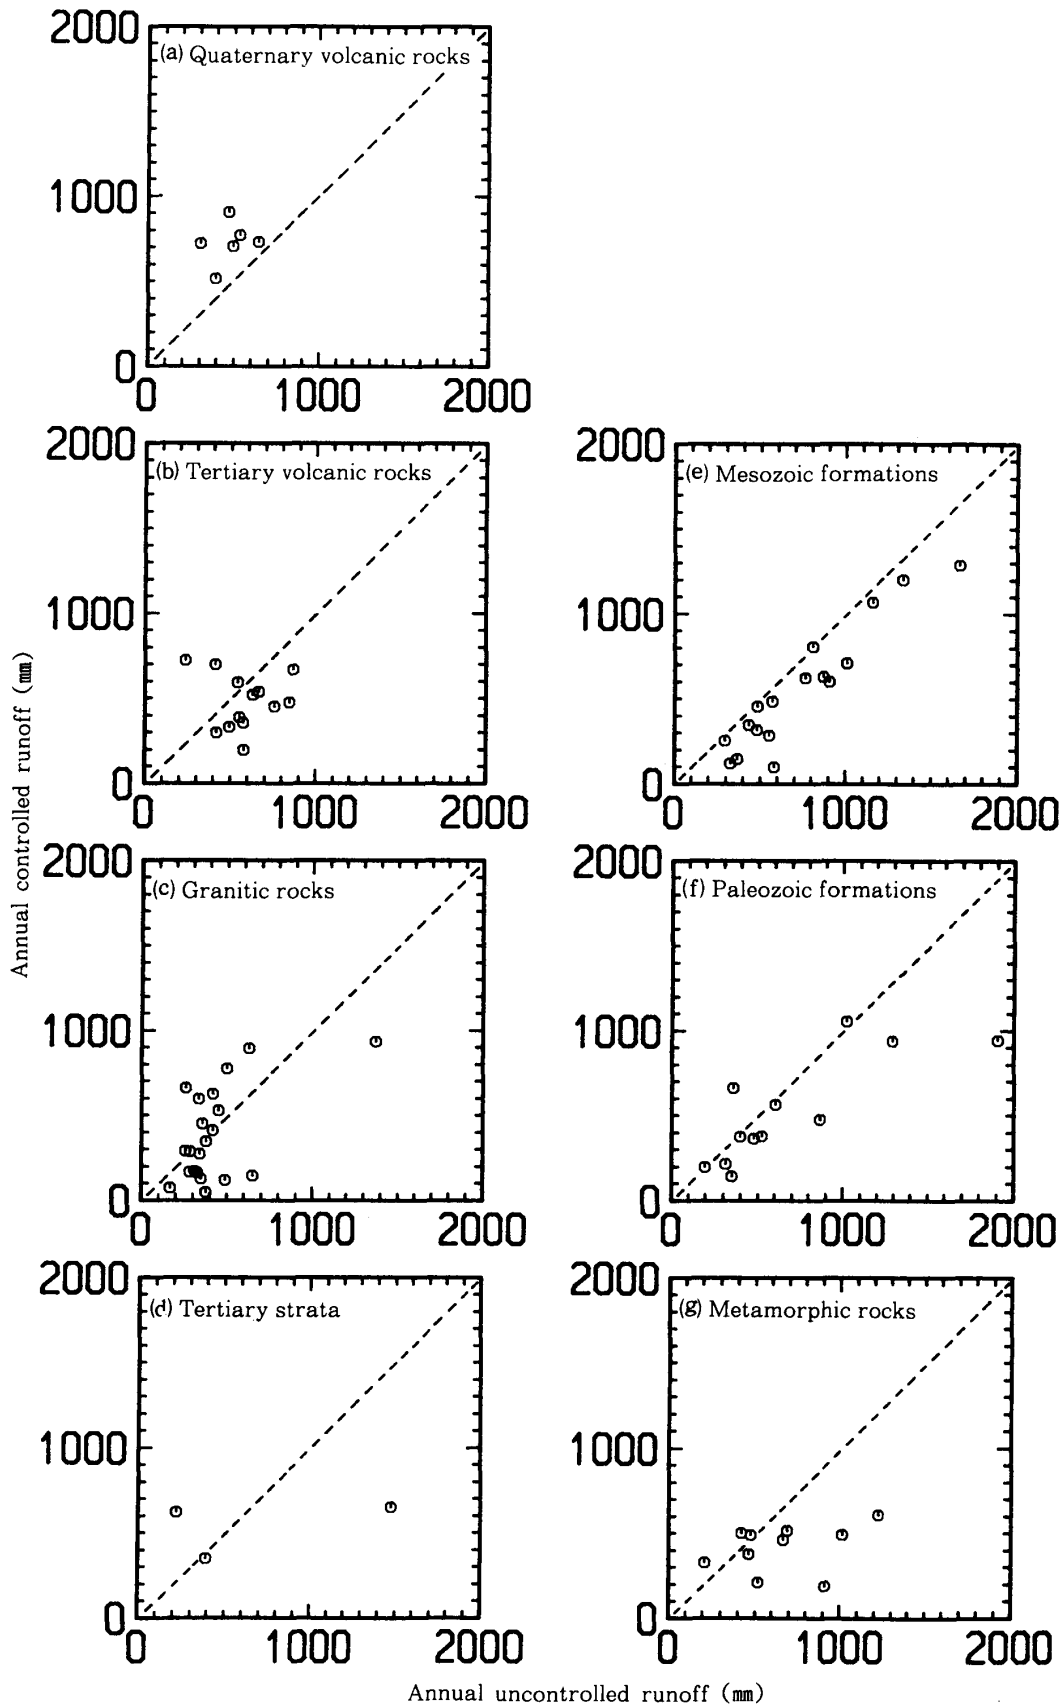 2000
(a) Quaternary volcanic rocks
1000
0
0 1000 2000
2000
(b) Tertiary volcanic rocks
1000
0
0 1000 2000
2000
(c) Granitic rocks
1000
0
0 1000 2000
2000
(d) Tertiary strata
1000
0
0 1000 2000
2000
(e) Mesozoic formations
1000
0
0 1000 2000
2000
(f) Paleozoic formations
1000
0
0 1000 2000
2000
(g) Metamorphic rocks
1000
0
0 1000 2000
Annual controlled runoff (㎜)
Annual uncontrolled runoff (㎜)